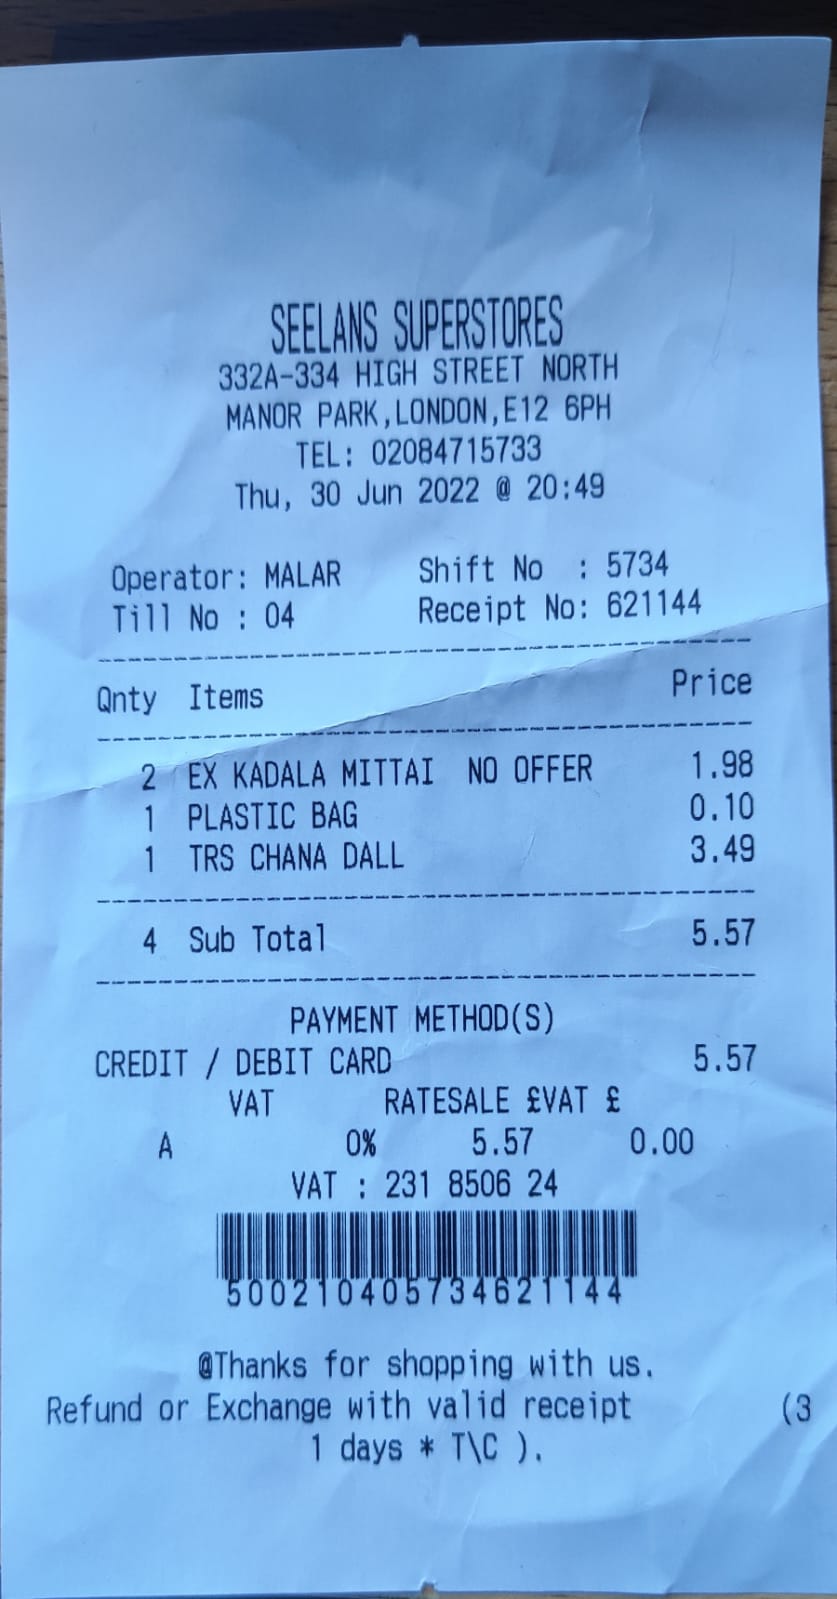 SEELANS SUPERSTORES
332A-334 HIGH STREET NORTH
MANOR PARK,LONDON,E12 6PH
TEL: 02084715733
Thu, 30 Jun 2022 @ 20:49
Operator: MALAR Shift No : 5734
Till No : 04 Receipt No: 621144
Qnty Items Price
2 EX KADALA MITTAI NO OFFER 1.98
1 PLASTIC BAG 0.10
1 TRS CHANA DALL 3.49
4 Sub Total 5.57
PAYMENT METHOD(S)
CREDIT / DEBIT CARD 5.57
VAT RATESALE £VAT £
A 0% 5.57 0.00
VAT : 231 8506 24
500210405734621144
@Thanks for shopping with us.
Refund or Exchange with valid receipt (3
1 days * T\C ).